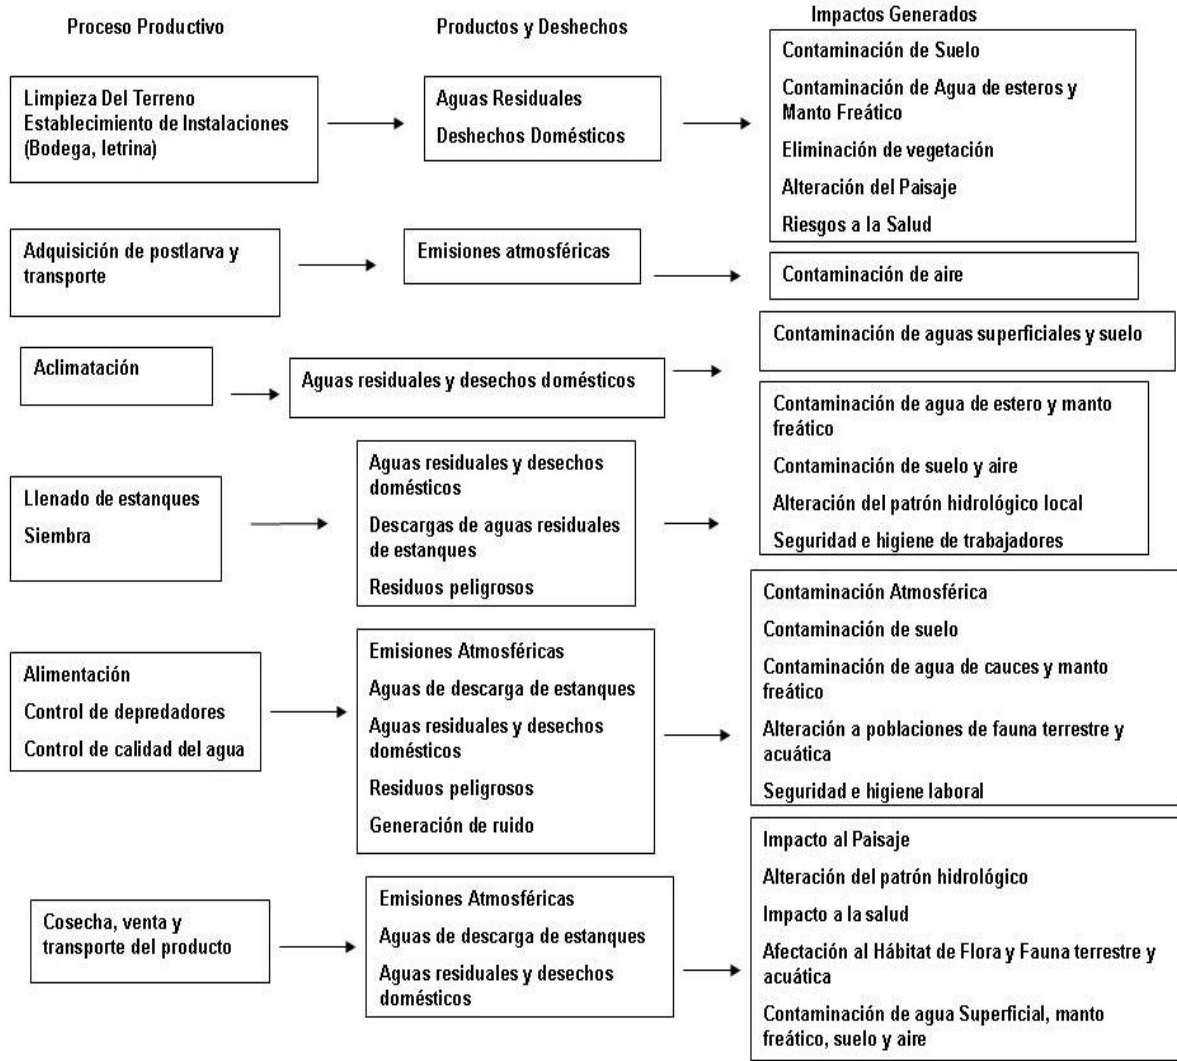 Proceso Productivo
Productos y Deshechos
Impactos Generados
Limpieza Del Terreno
Establecimiento de Instalaciones
(Bodega, letrina)
Aguas Residuales
Deshechos Domésticos
Contaminación de Suelo
Contaminación de Agua de esteros y
Manto Freático
Eliminación de vegetación
Alteración del Paisaje
Riesgos a la Salud
Adquisición de postlarva y
transporte
Emisiones atmosféricas
Contaminación de aire
Aclimatación
Aguas residuales y desechos domésticos
Contaminación de aguas superficiales y suelo
Llenado de estanques
Siembra
Aguas residuales y desechos
domésticos
Descargas de aguas residuales
de estanques
Residuos peligrosos
Contaminación de agua de estero y manto
freático
Contaminación de suelo y aire
Alteración del patrón hidrológico local
Seguridad e higiene de trabajadores
Alimentación
Control de depredadores
Control de calidad del agua
Emisiones Atmosféricas
Aguas de descarga de estanques
Aguas residuales y desechos
domésticos
Residuos peligrosos
Generación de ruido
Contaminación Atmosférica
Contaminación de suelo
Contaminación de agua de cauces y manto
freático
Alteración a poblaciones de fauna terrestre y
acuática
Seguridad e higiene laboral
Cosecha, venta y
transporte del producto
Emisiones Atmosféricas
Aguas de descarga de estanques
Aguas residuales y desechos
domésticos
Impacto al Paisaje
Alteración del patrón hidrológico
Impacto a la salud
Afectación al Hábitat de Flora y Fauna terrestre y
acuática
Contaminación de agua Superficial, manto
freático, suelo y aire